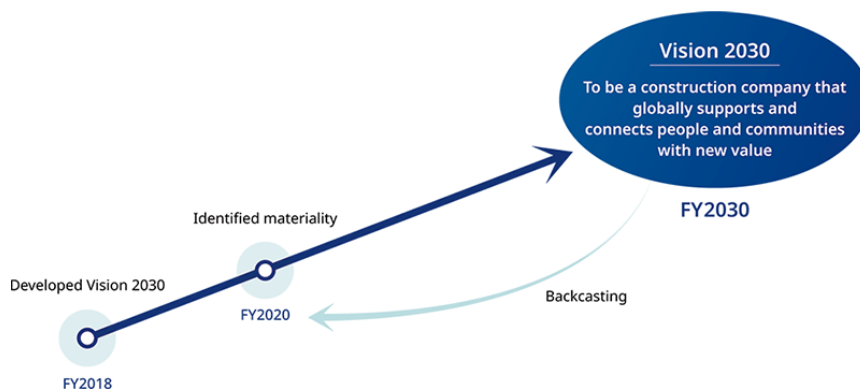 Vision 2030
To be a construction company that
globally supports and
connects people and communities
with new value
FY2030
Identified materiality
Developed Vision 2030
Backcasting
FY2020
FY2018